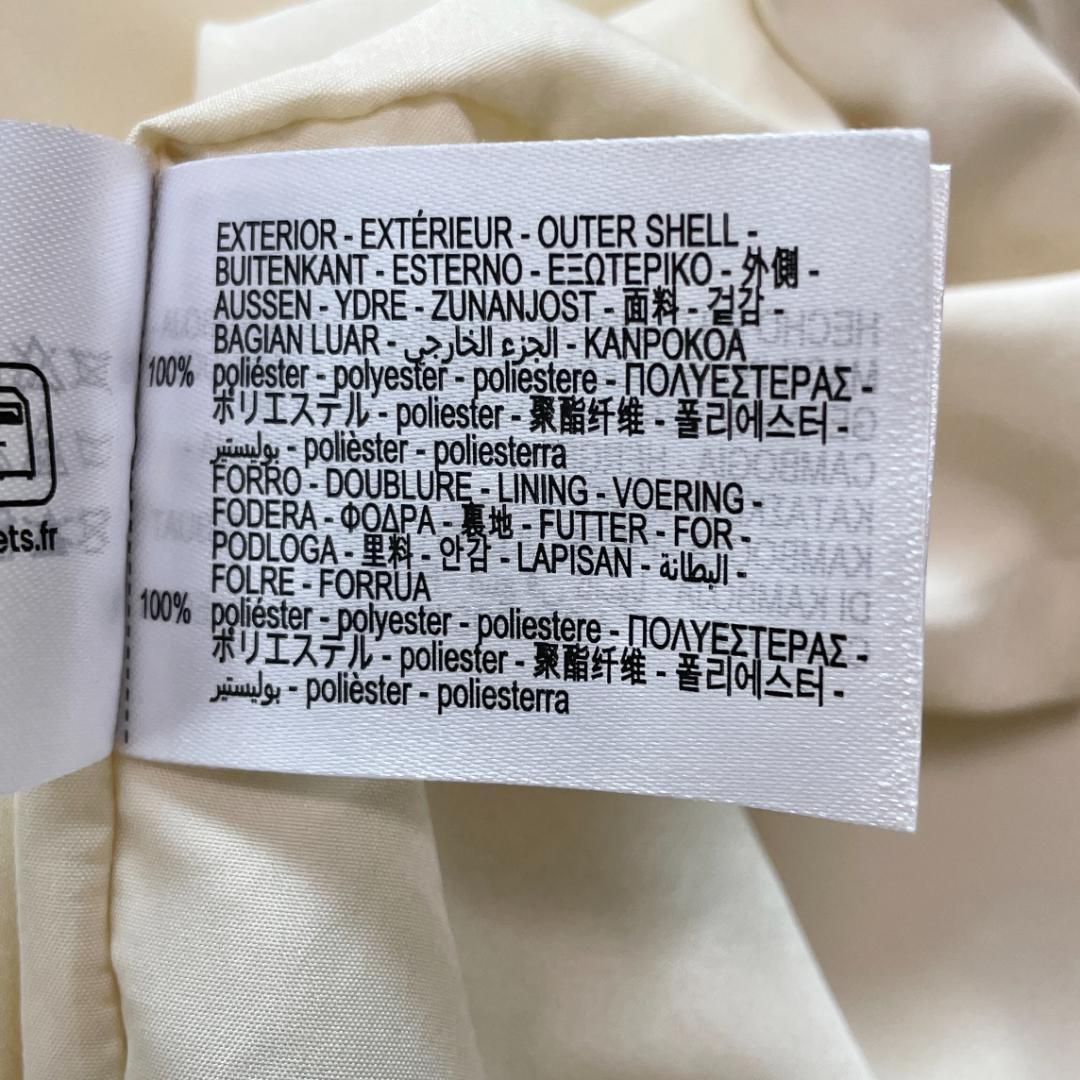 EXTERIOR - EXTÉRIEUR - OUTER SHELL -
BUITENKANT - ESTERNO - ΕΞΩΤΕΡΙΚΟ - 外側 -
AUSSEN - YDRE - ZUNANJOST - 面料 - 겉감 -
BAGIAN LUAR - الجزء الخارجي - KANPOKOA
100% poliéster - polyester - poliestere - ΠΟΛΥΕΣΤΕΡΑΣ -
ポリエステル - poliester - 聚酯纤维 - 폴리에스터 -
بوليستير - polièster - poliesterra
FORRO - DOUBLURE - LINING - VOERING -
FODERA - ΦΟΔΡΑ - 裏地 - FUTTER - FOR -
PODLOGA - 里料 - 안감 - LAPISAN - البطانة -
FOLRE - FORRUA
100% poliéster - polyester - poliestere - ΠΟΛΥΕΣΤΕΡΑΣ -
ポリエステル - poliester - 聚酯纤维 - 폴리에스터 -
بوليستير - polièster - poliesterra
ets.fr